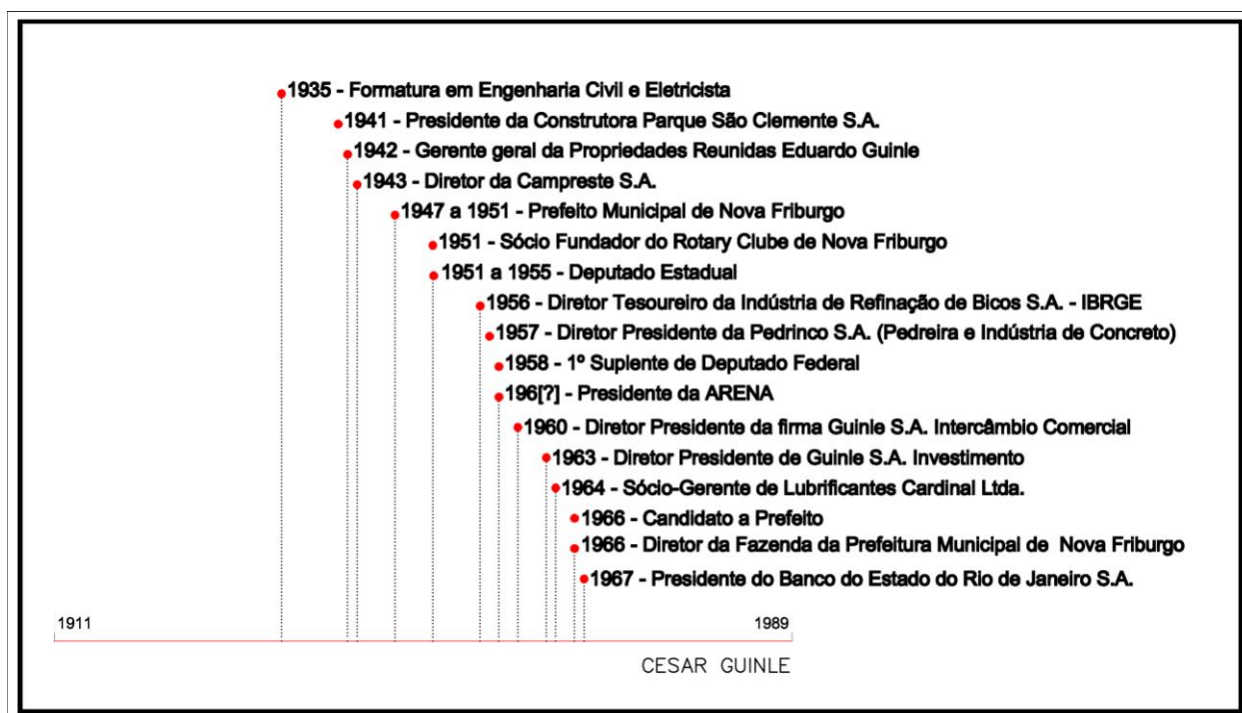 1935 - Formatura em Engenharia Civil e Eletricista
1941 - Presidente da Construtora Parque São Clemente S.A.
1942 - Gerente geral da Propriedades Reunidas Eduardo Guinle
1943 - Diretor da Campreste S.A.
1947 a 1951 - Prefeito Municipal de Nova Friburgo
1951 - Sócio Fundador do Rotary Clube de Nova Friburgo
1951 a 1955 - Deputado Estadual
1956 - Diretor Tesoureiro da Indústria de Refinação de Bicos S.A. - IBRGE
1957 - Diretor Presidente da Pedrinco S.A. (Pedreira e Indústria de Concreto)
1958 - 1º Suplente de Deputado Federal
196[?] - Presidente da ARENA
1960 - Diretor Presidente da firma Guinle S.A. Intercâmbio Comercial
1963 - Diretor Presidente de Guinle S.A. Investimento
1964 - Sócio-Gerente de Lubrificantes Cardinal Ltda.
1966 - Candidato a Prefeito
1966 - Diretor da Fazenda da Prefeitura Municipal de Nova Friburgo
1967 - Presidente do Banco do Estado do Rio de Janeiro S.A.
1911 1989
CESAR GUINLE